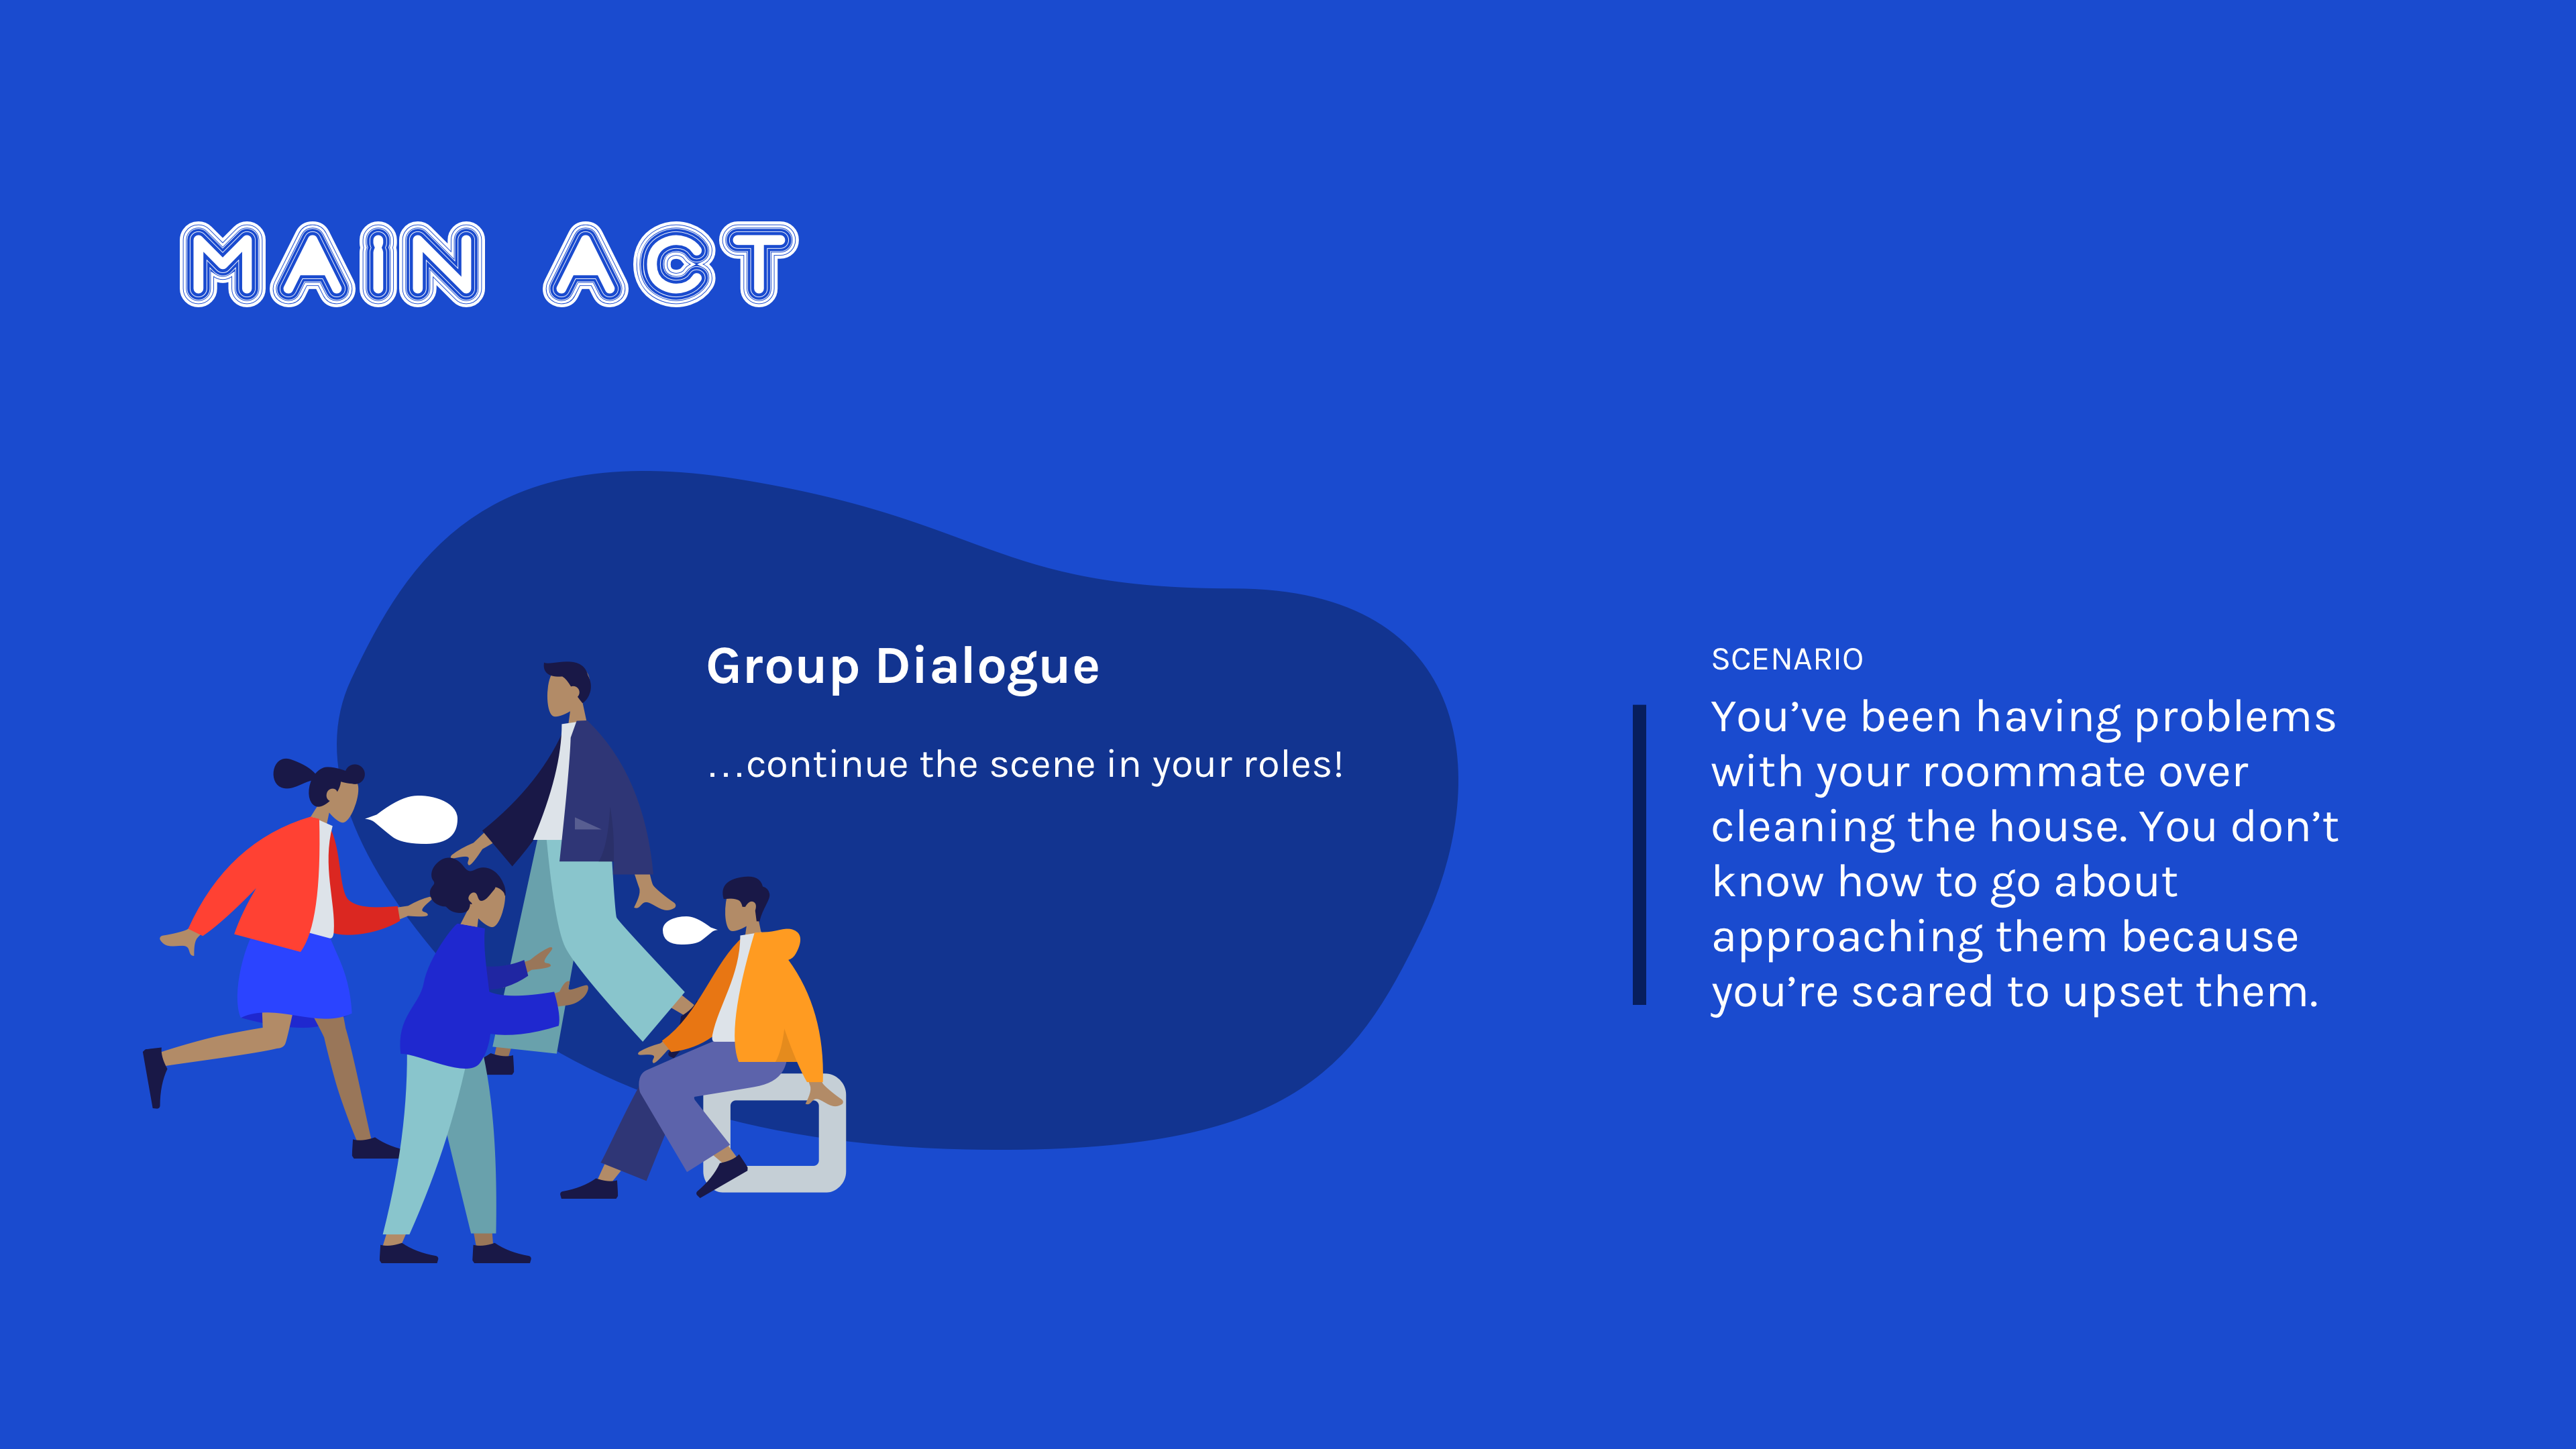 MAiN ACT
Group Dialogue
...continue the scene in your roles!
SCENARIO
You’ve been having problems
with your roommate over
cleaning the house. You don’t
know how to go about
approaching them because
you’re scared to upset them.